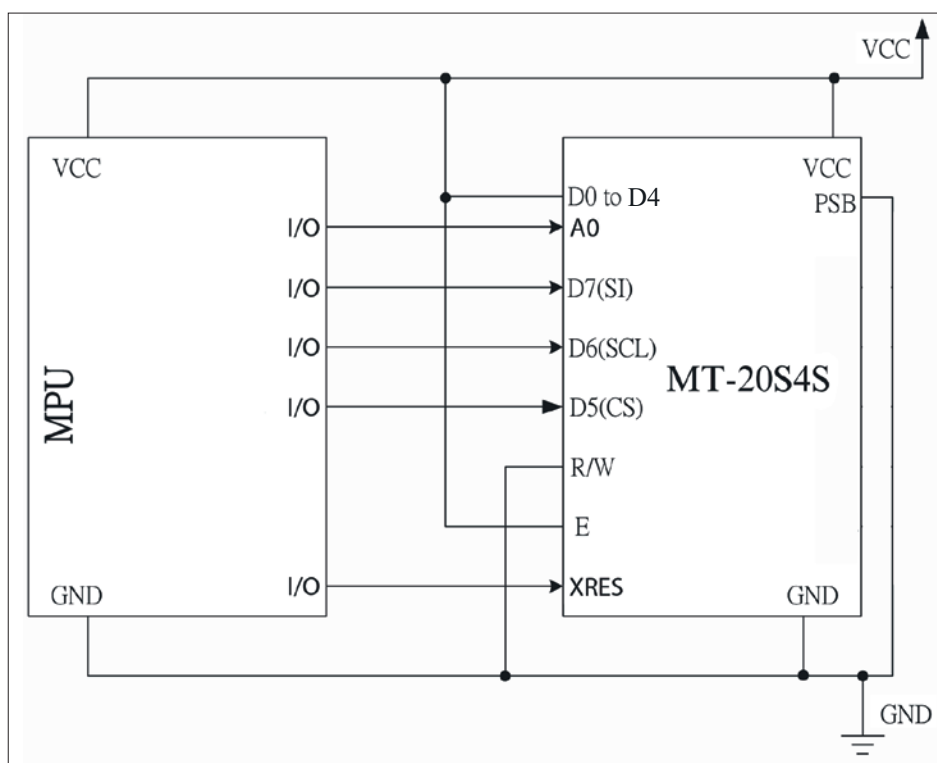 VCC
VCC
VCC
D0 to D4
PSB
I/O
A0
I/O
D7(SI)
I/O
D6(SCL)
MPU
MT-20S4S
I/O
D5(CS)
R/W
E
GND
I/O
XRES
GND
GND